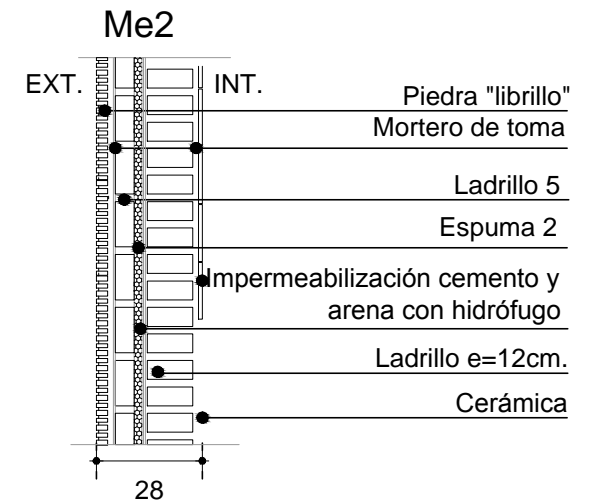 Me2
EXT.
INT.
Piedra "librillo"
Mortero de toma
Ladrillo 5
Espuma 2
Impermeabilización cemento y
arena con hidrófugo
Ladrillo e=12cm.
Cerámica
28